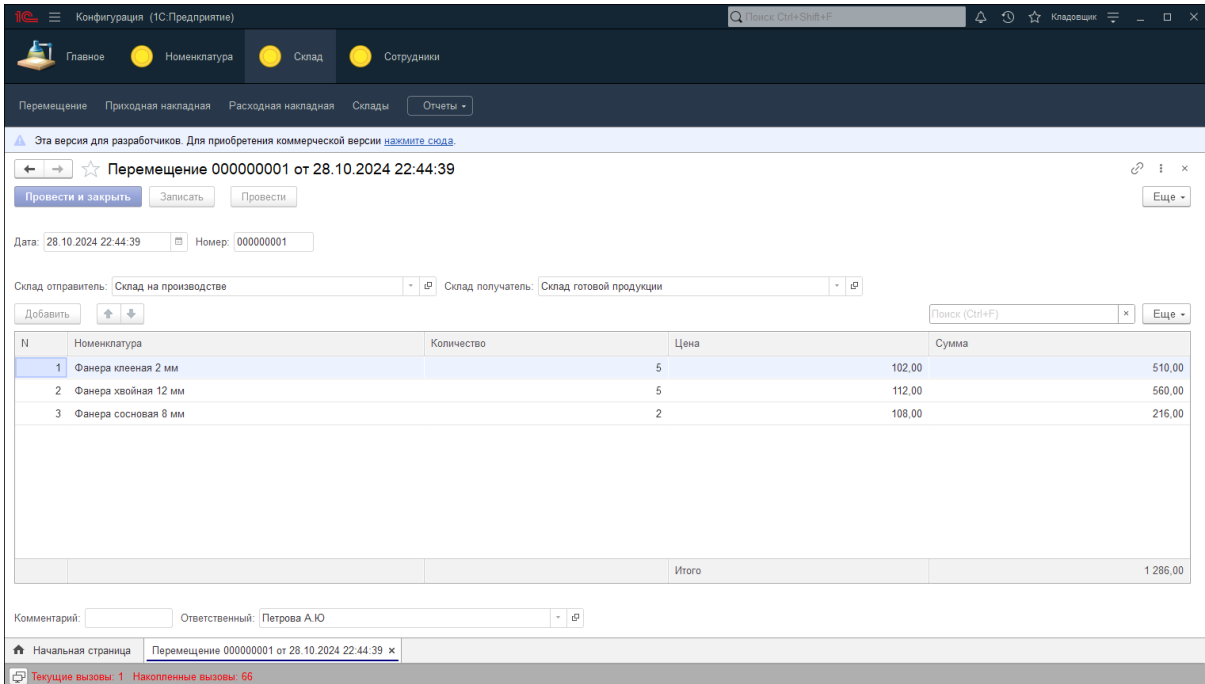 1С Конфигурация (1С:Предприятие) Поиск Ctrl+Shift+F Кладовщик
Главное Номенклатура Склад Сотрудники
Перемещение Приходная накладная Расходная накладная Склады Отчеты
Эта версия для разработчиков. Для приобретения коммерческой версии нажмите сюда.
Перемещение 000000001 от 28.10.2024 22:44:39
Провести и закрыть Записать Провести Еще
Дата: 28.10.2024 22:44:39 Номер: 000000001
Склад отправитель: Склад на производстве Склад получатель: Склад готовой продукции
Добавить Поиск (Ctrl+F) × Еще
N Номенклатура Количество Цена Сумма
1 Фанера клееная 2 мм 5 102,00 510,00
2 Фанера хвойная 12 мм 5 112,00 560,00
3 Фанера сосновая 8 мм 2 108,00 216,00
Итого 1 286,00
Комментарий: Ответственный: Петрова А.Ю
Начальная страница Перемещение 000000001 от 28.10.2024 22:44:39 ×
Текущие вызовы: 1 Накопленные вызовы: 66